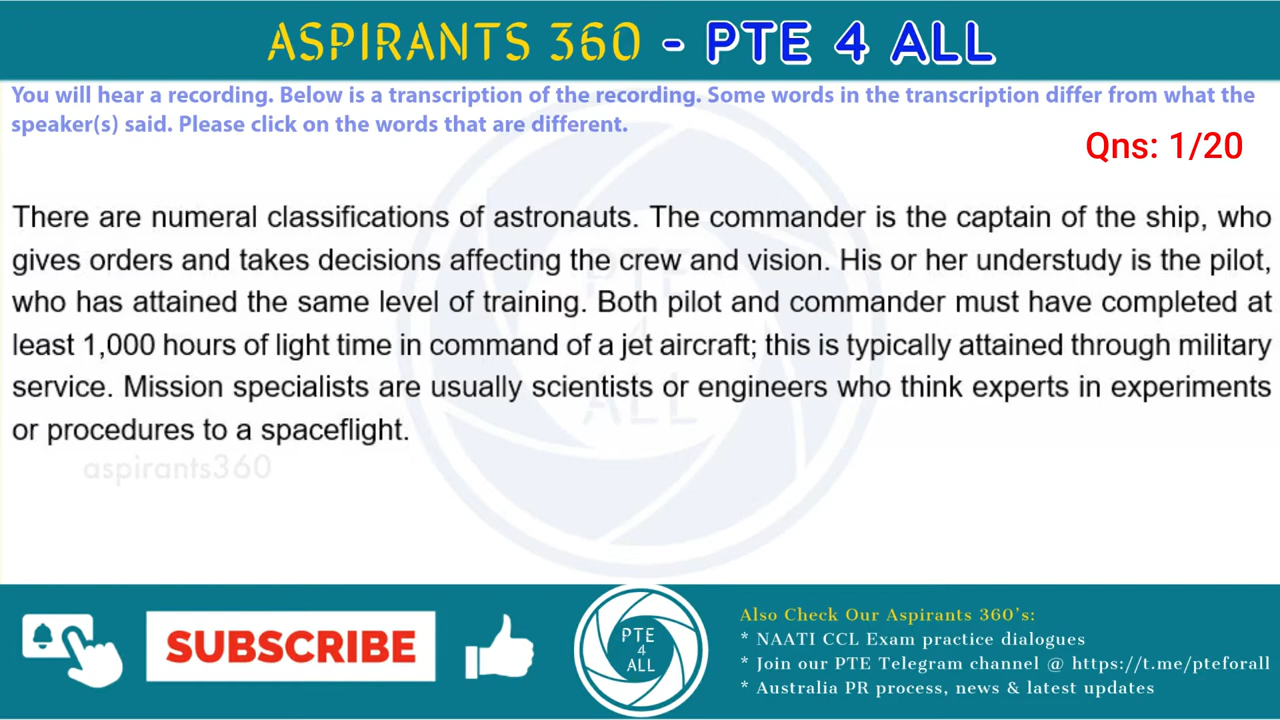 ASPIRANTS 360 - PTE 4 ALL
You will hear a recording. Below is a transcription of the recording. Some words in the transcription differ from what the
speaker(s) said. Please click on the words that are different.
Qns: 1/20
There are numeral classifications of astronauts. The commander is the captain of the ship, who
gives orders and takes decisions affecting the crew and vision. His or her understudy is the pilot,
who has attained the same level of training. Both pilot and commander must have completed at
least 1,000 hours of light time in command of a jet aircraft; this is typically attained through military
service. Mission specialists are usually scientists or engineers who think experts in experiments
or procedures to a spaceflight.
PTE
4
ALL
aspirants360
SUBSCRIBE
PTE
4
ALL
Also Check Our Aspirants 360's:
* NAATI CCL Exam practice dialogues
* Join our PTE Telegram channel @ https://t.me/pteforall
* Australia PR process, news & latest updates